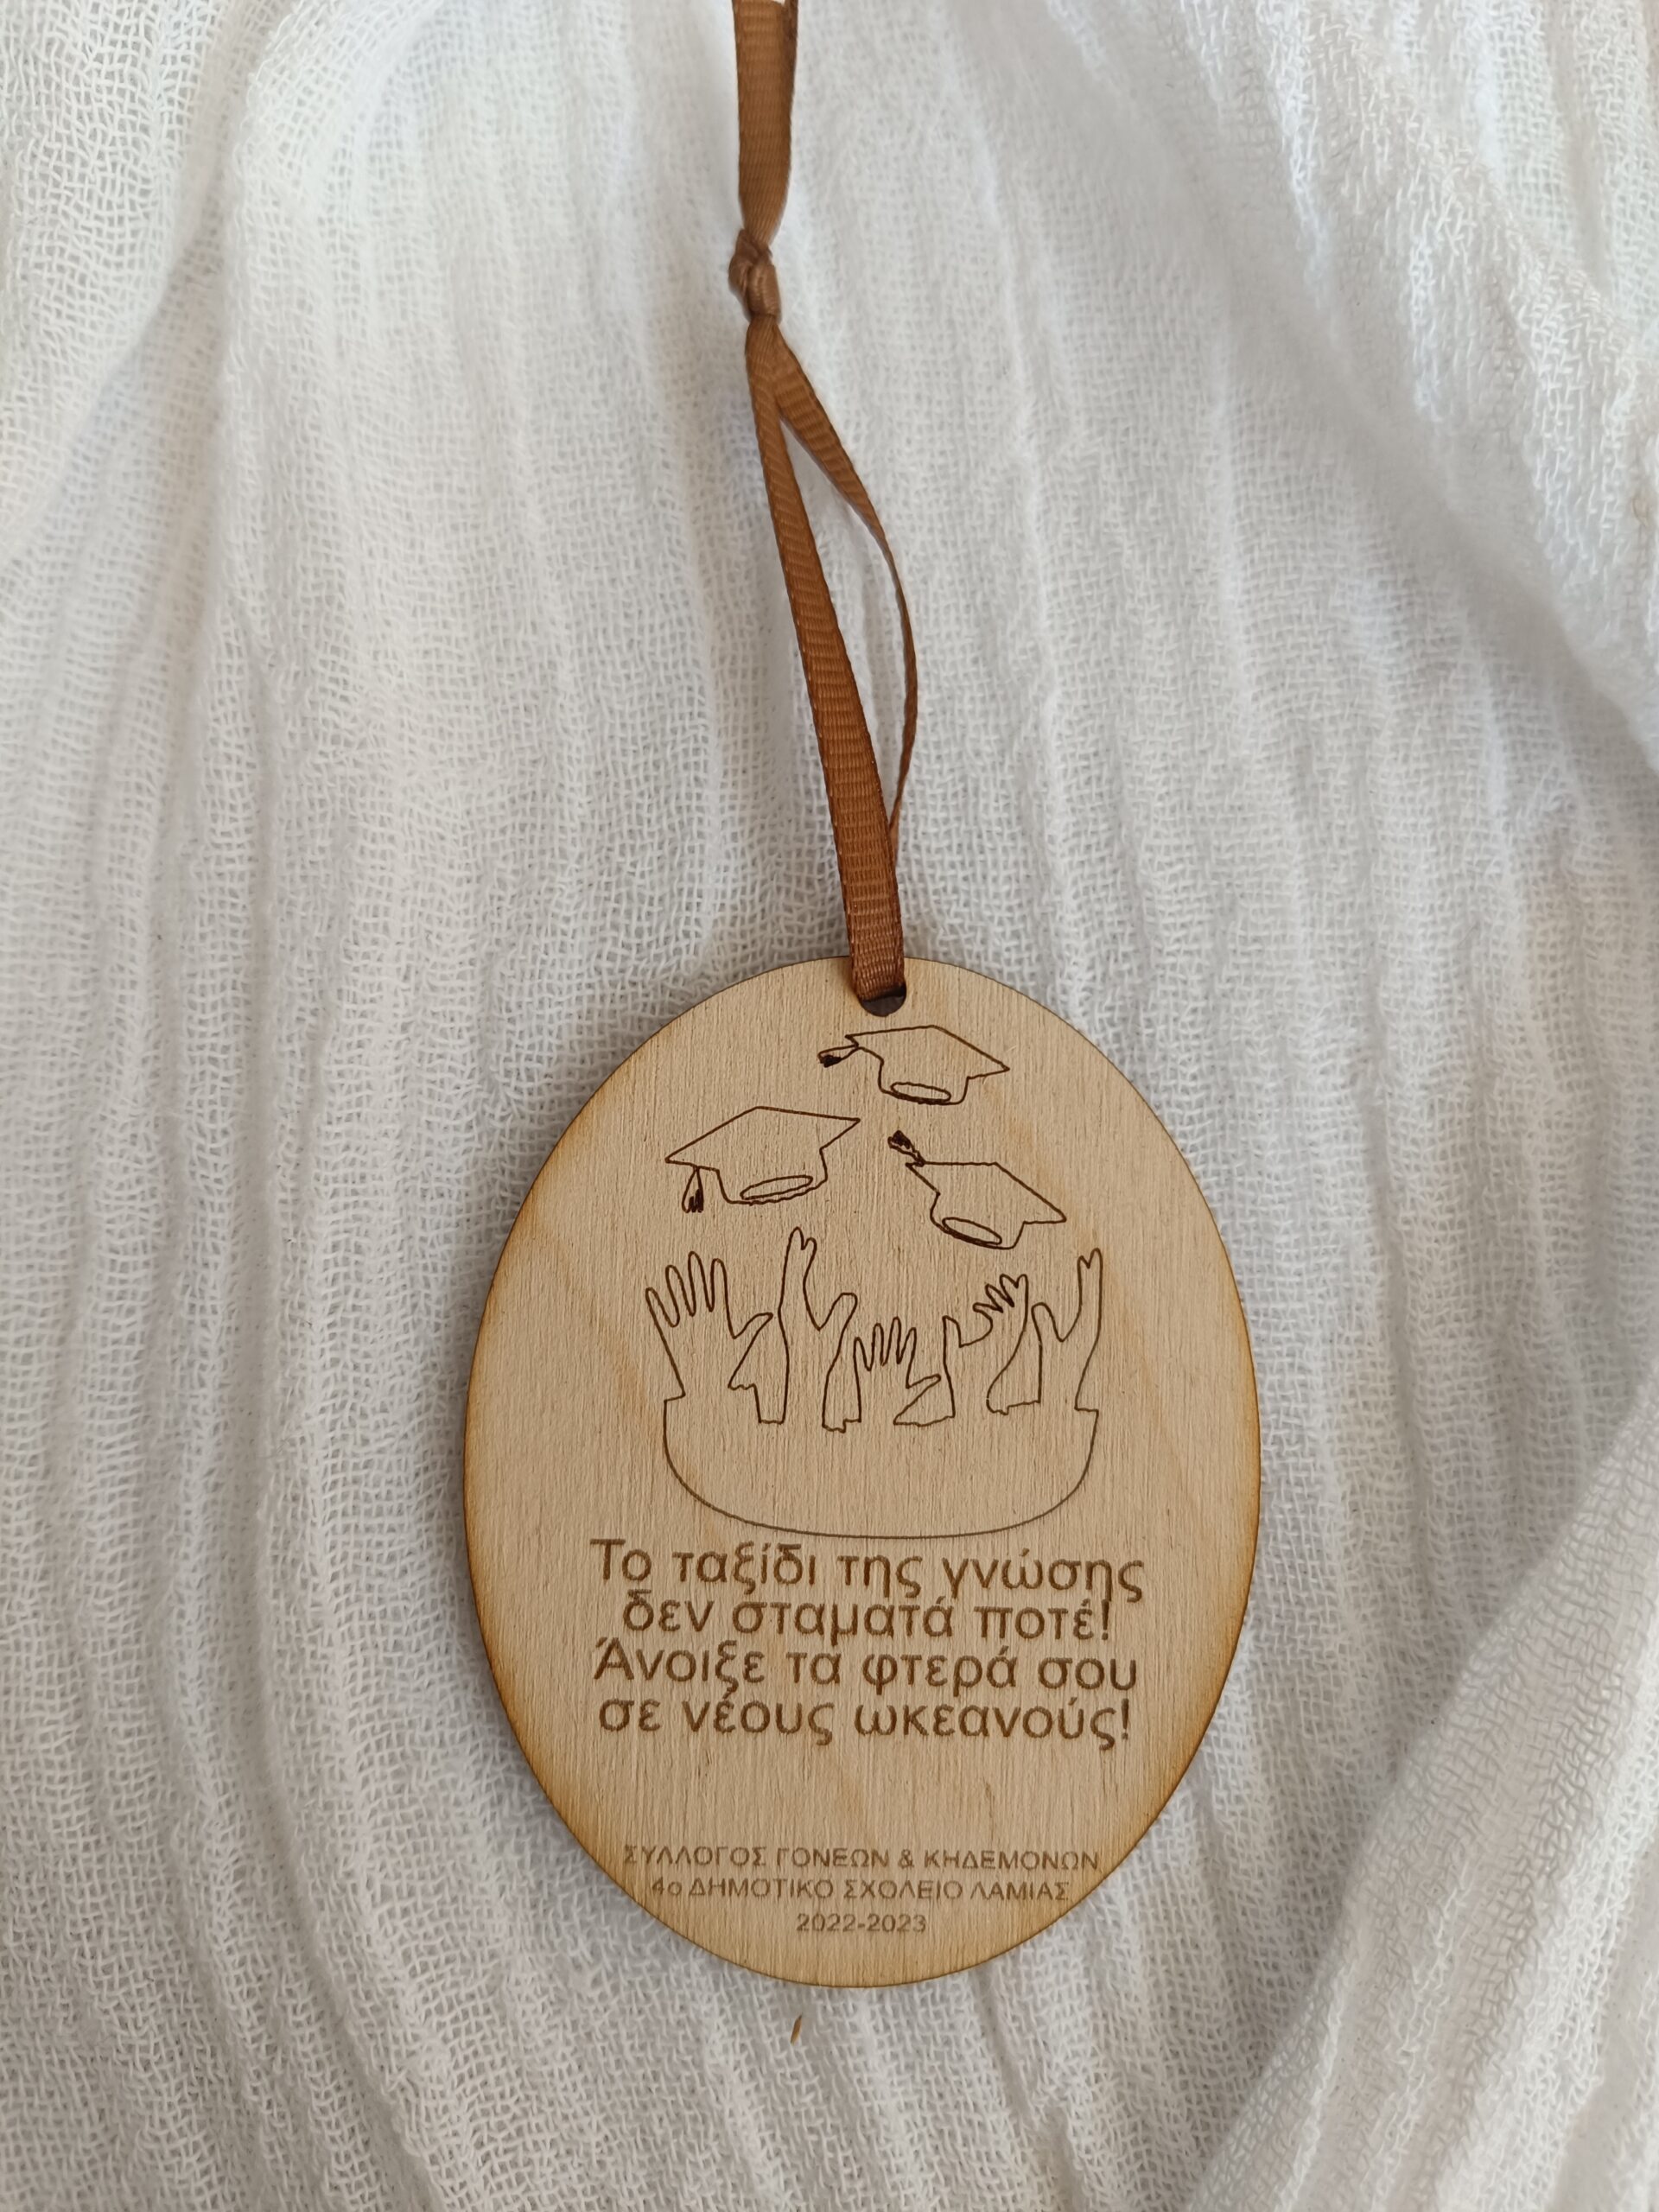 Το ταξίδι της γνώσης
δεν σταματά ποτέ!
Άνοιξε τα φτερά σου
σε νέους ωκεανούς!
ΣΥΛΛΟΓΟΣ ΓΟΝΕΩΝ & ΚΗΔΕΜΟΝΩΝ
4ο ΔΗΜΟΤΙΚΟ ΣΧΟΛΕΙΟ ΛΑΜΙΑΣ
2022-2023